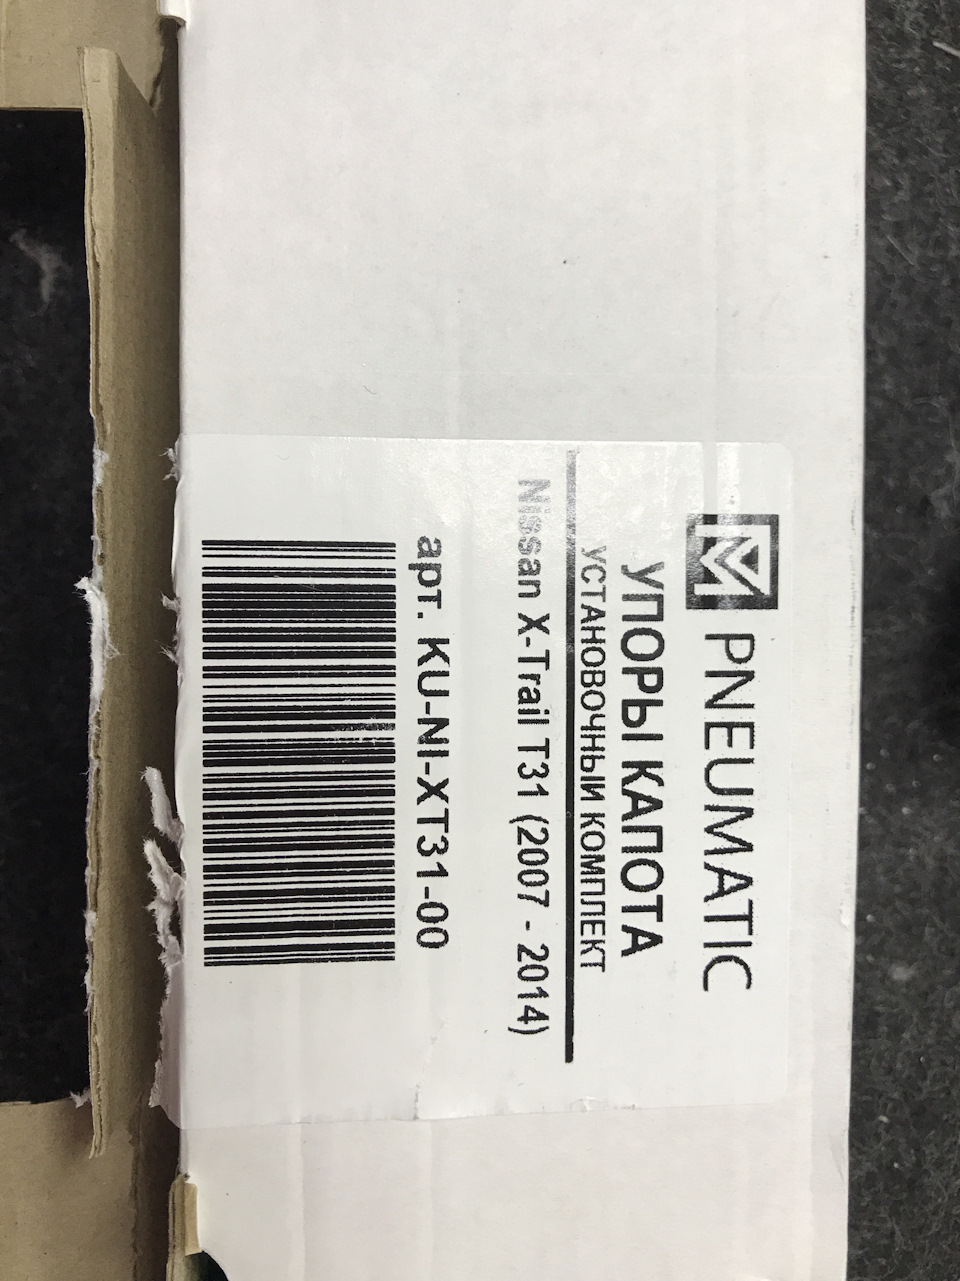 PNEUMATIC
УПОРЫ КАПОТА
УСТАНОВОЧНЫЙ КОМПЛЕКТ
Nissan X-Trail T31 (2007 - 2014)
арт. KU-NI-XT31-00